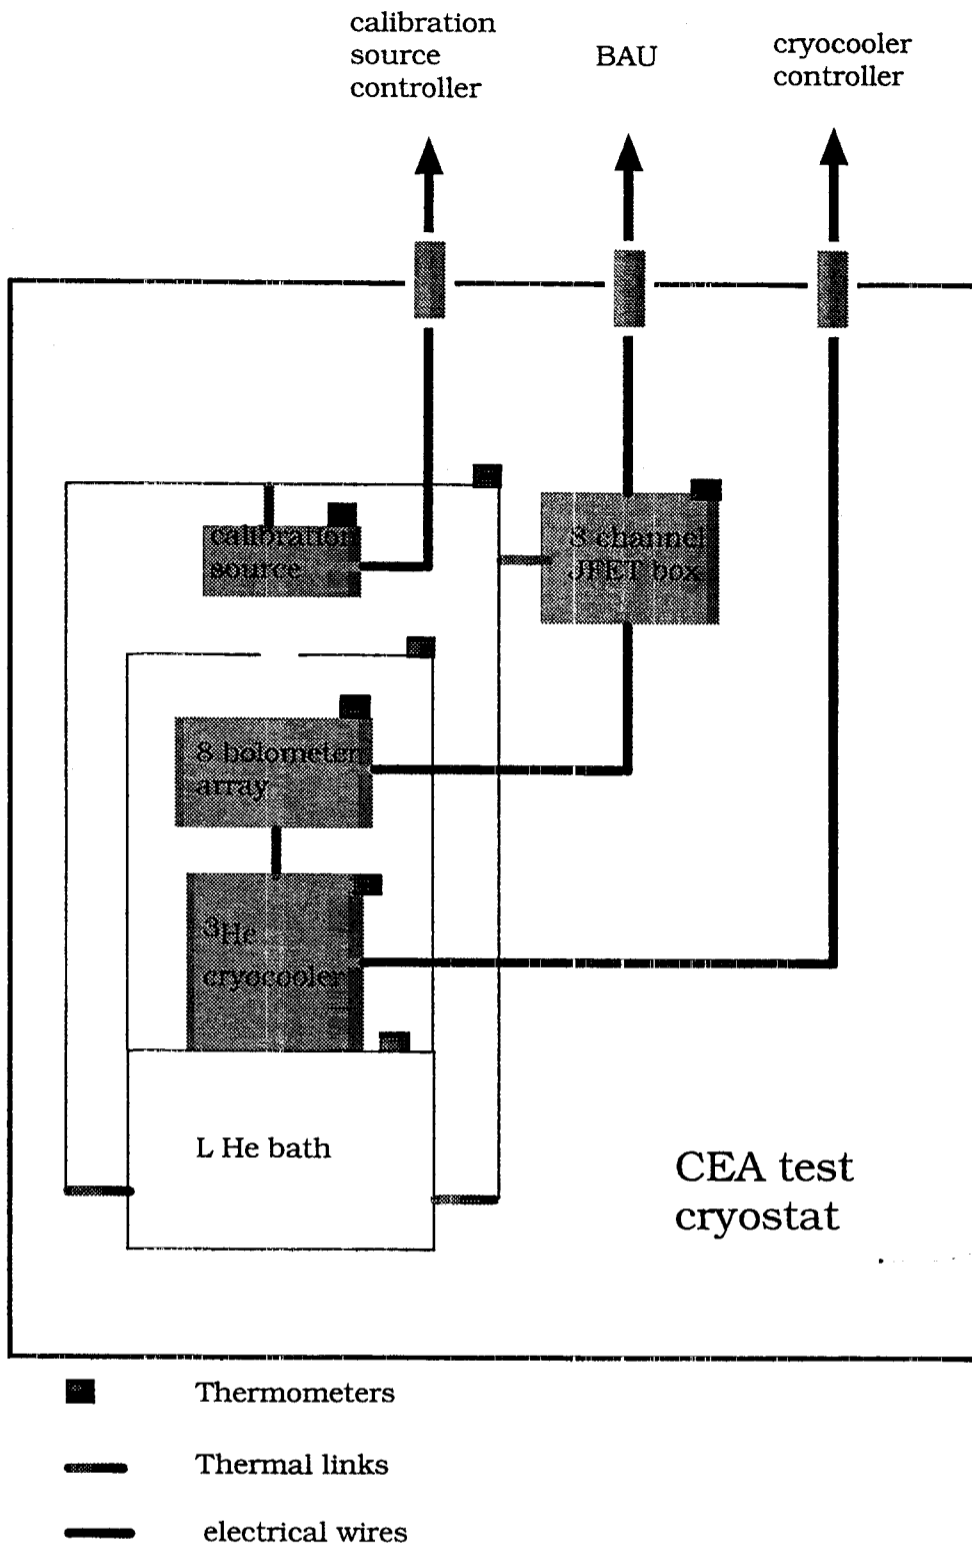 calibration
source
controller
BAU
cryocooler
controller
calibration
source
3 channel
JFET box
8 bolometer
array
³He
cryocooler
L He bath
CEA test
cryostat
Thermometers
Thermal links
electrical wires